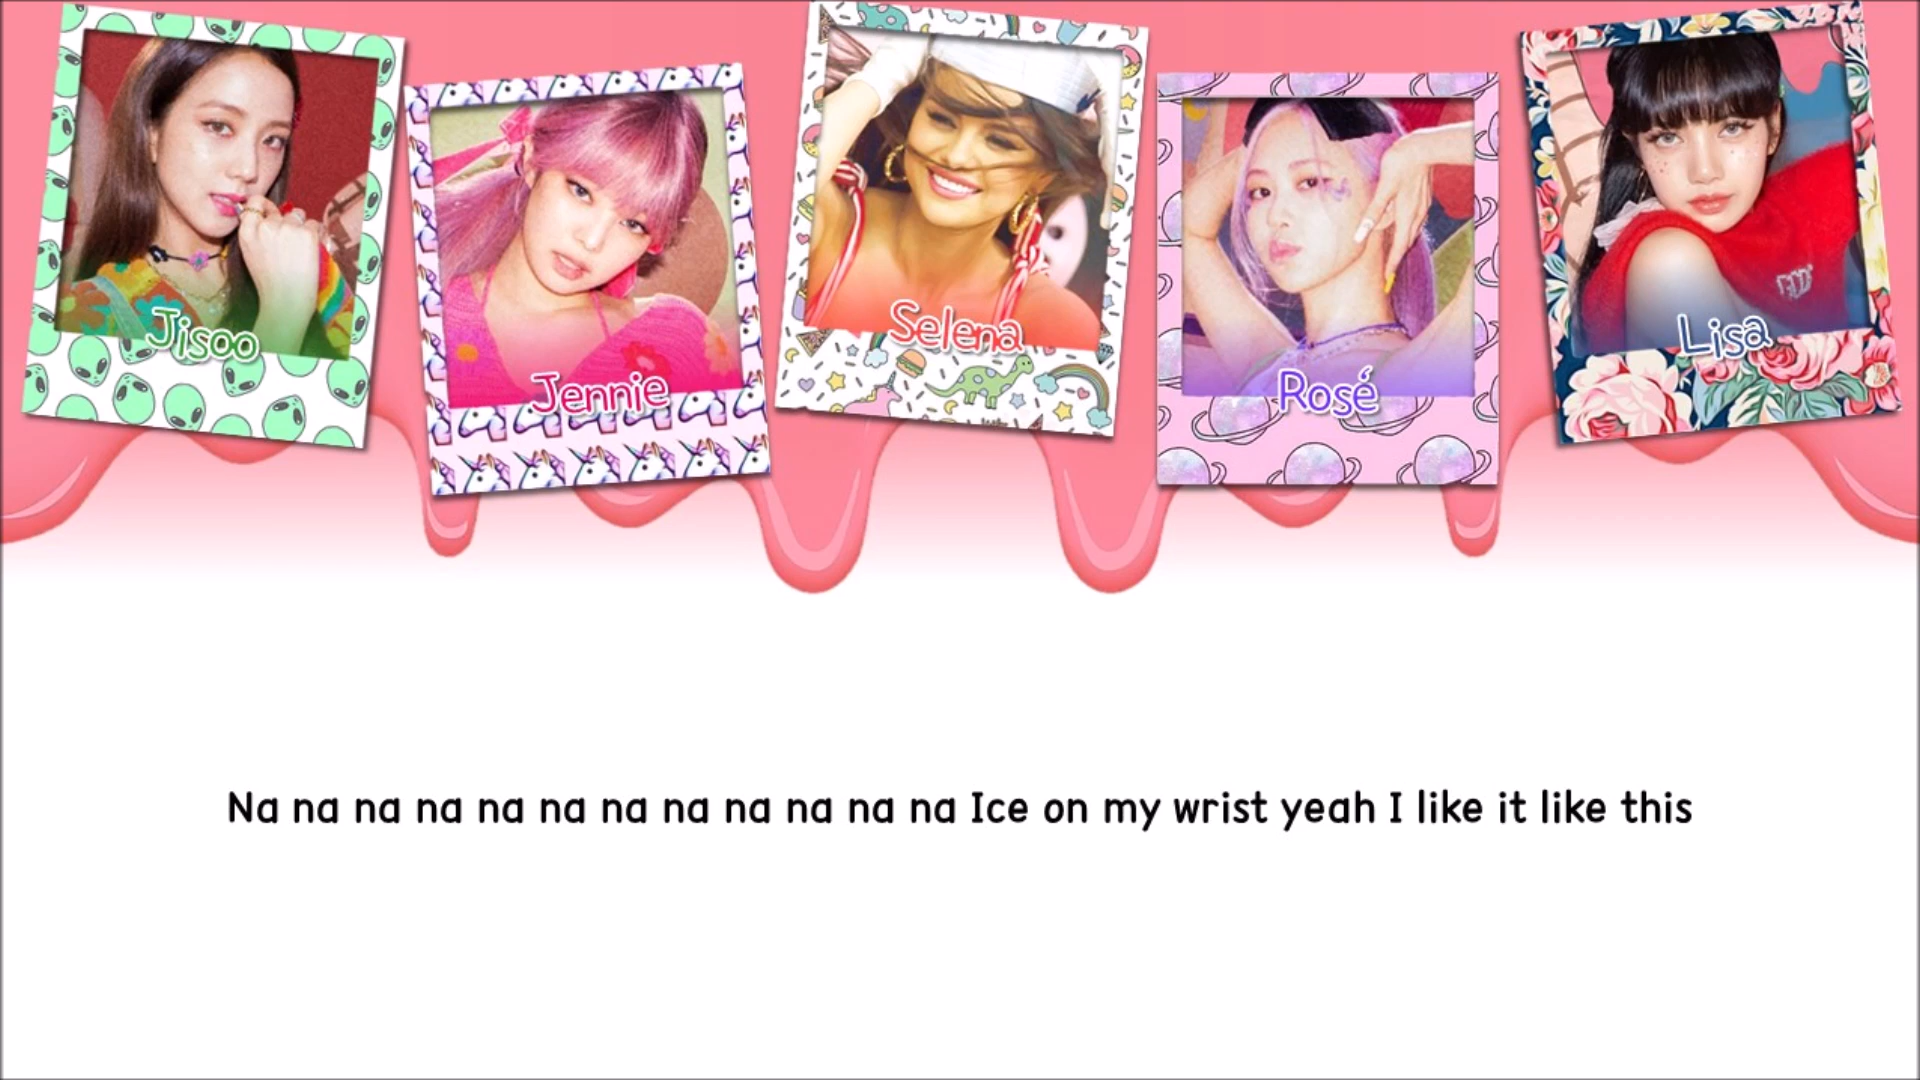 Jisoo
Jennie
Selena
Rosé
Lisa
Na na na na na na na na na na na na Ice on my wrist yeah I like it like this